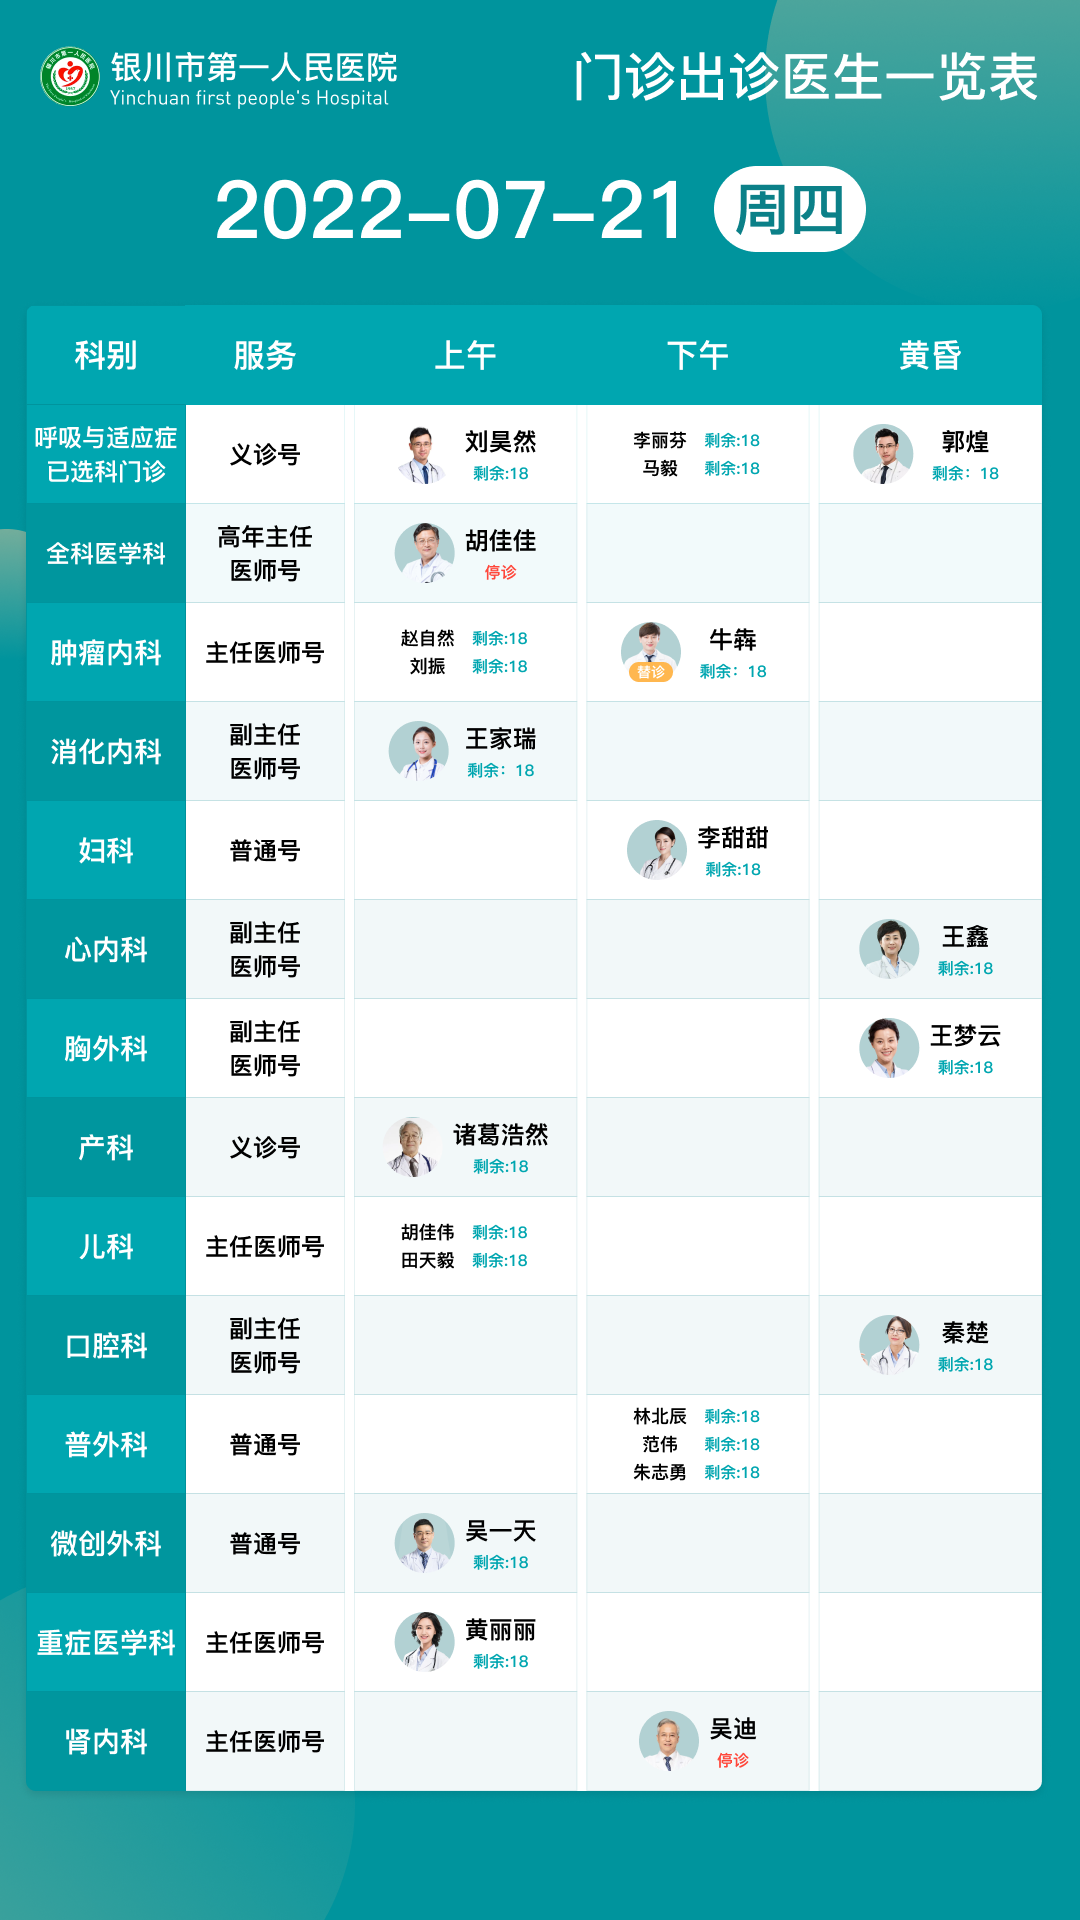 银川市第一人民医院
Yinchuan first people's Hospital
门诊出诊医生一览表
2022-07-21 周四
科别 服务 上午 下午 黄昏
呼吸与适应症
已选科门诊
义诊号
刘昊然
剩余:18
李丽芬 剩余:18
马毅 剩余:18
郭煌
剩余：18
全科医学科
高年主任
医师号
胡佳佳
停诊
肿瘤内科
主任医师号
赵自然 剩余:18
刘振 剩余:18
替诊
牛犇
剩余：18
消化内科
副主任
医师号
王家瑞
剩余：18
妇科
普通号
李甜甜
剩余:18
心内科
副主任
医师号
王鑫
剩余:18
胸外科
副主任
医师号
王梦云
剩余:18
产科
义诊号
诸葛浩然
剩余:18
儿科
主任医师号
胡佳伟 剩余:18
田天毅 剩余:18
口腔科
副主任
医师号
秦楚
剩余:18
普外科
普通号
林北辰 剩余:18
范伟 剩余:18
朱志勇 剩余:18
微创外科
普通号
吴一天
剩余:18
重症医学科
主任医师号
黄丽丽
剩余:18
肾内科
主任医师号
吴迪
停诊